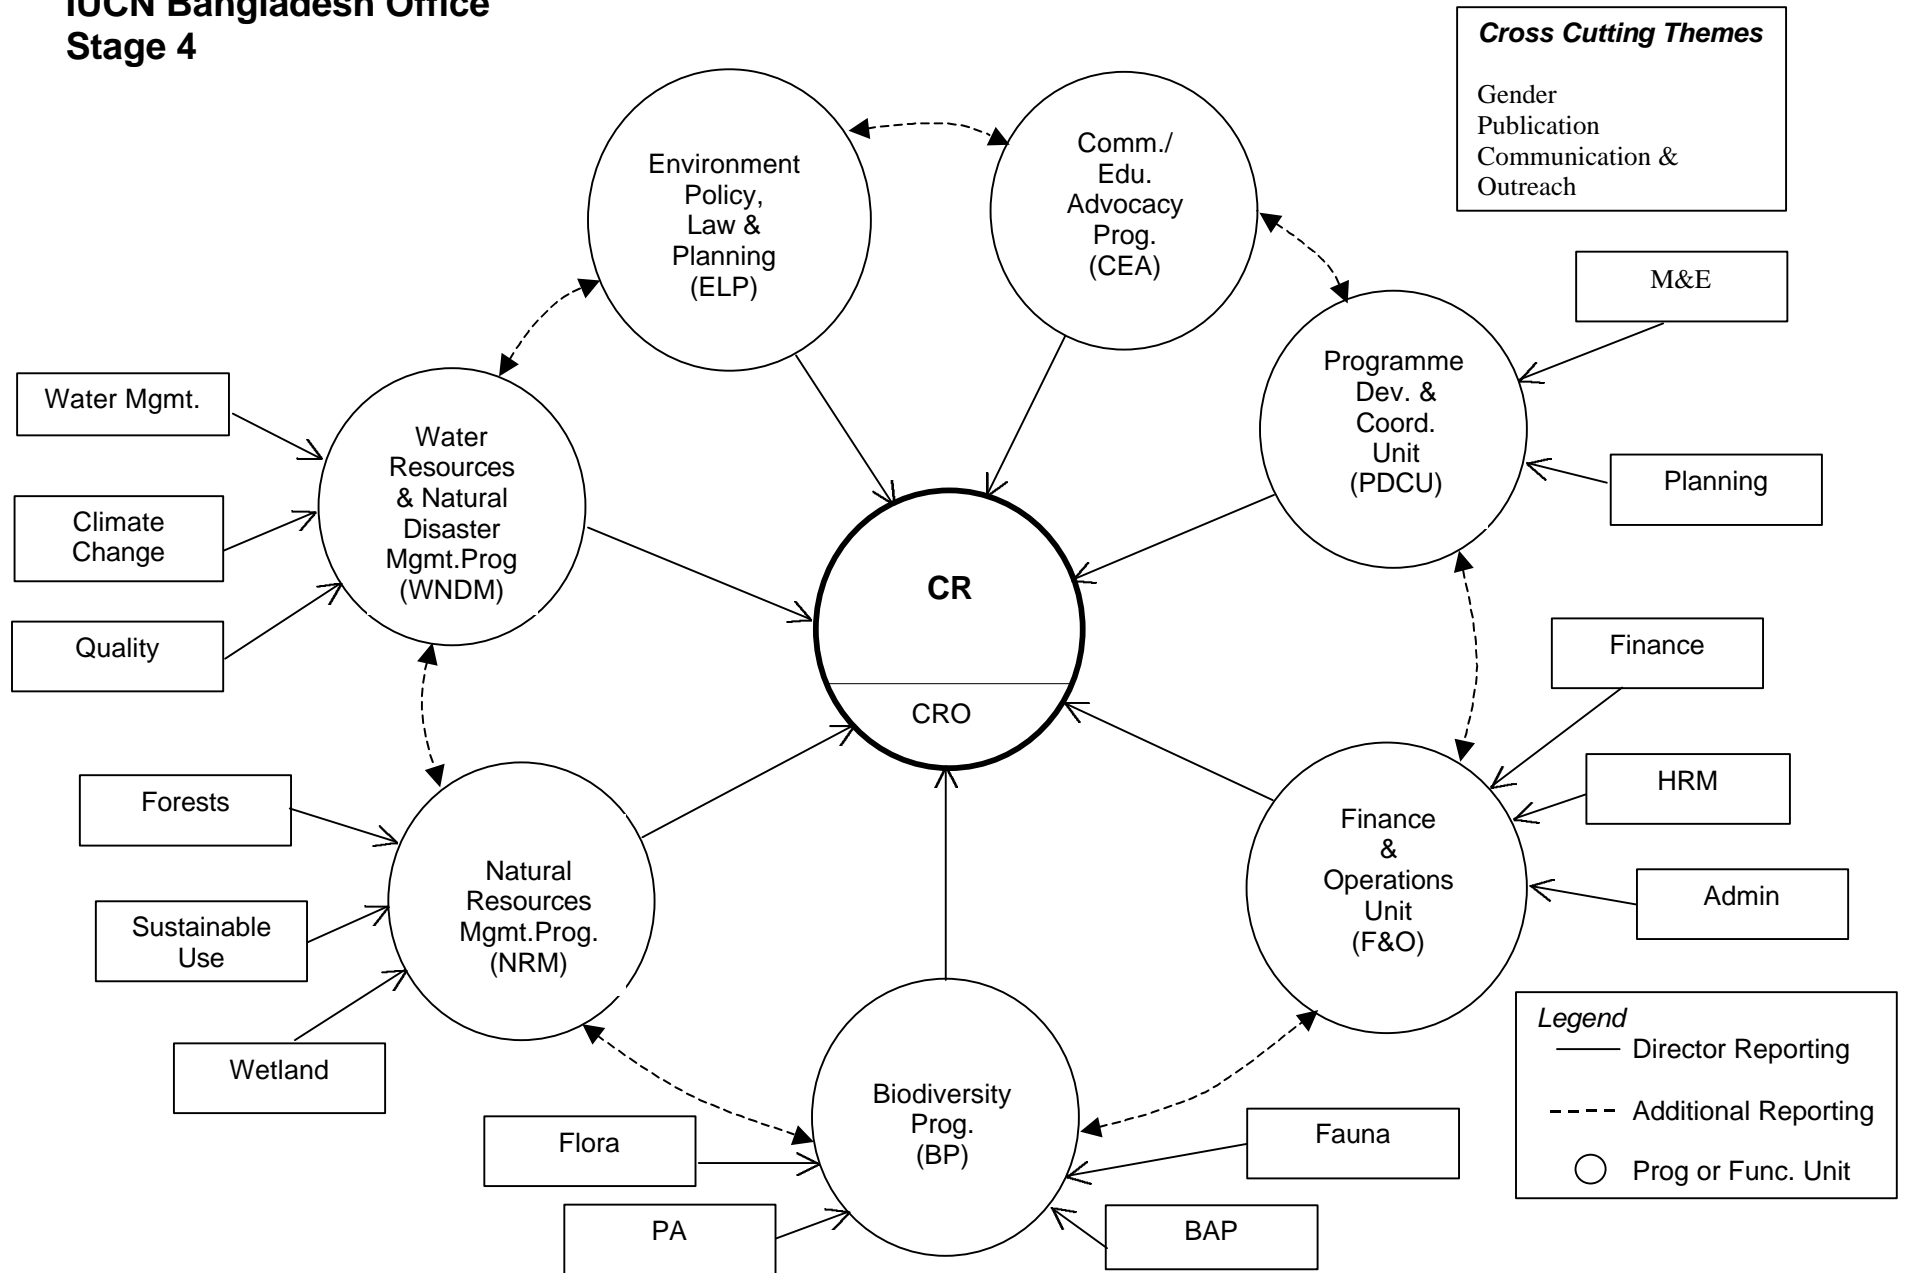 IUCN Bangladesh Office
Stage 4
Cross Cutting Themes
Gender
Publication
Communication &
Outreach
Environment
Policy,
Law &
Planning
(ELP)
Comm./
Edu.
Advocacy
Prog.
(CEA)
M&E
Programme
Dev. &
Coord.
Unit
(PDCU)
Planning
Water Mgmt.
Climate
Change
Quality
Water
Resources
& Natural
Disaster
Mgmt.Prog
(WNDM)
CR
CRO
Finance
HRM
Admin
Finance
&
Operations
Unit
(F&O)
Forests
Sustainable
Use
Wetland
Natural
Resources
Mgmt.Prog.
(NRM)
Biodiversity
Prog.
(BP)
Flora
PA
Fauna
BAP
Legend
Director Reporting
Additional Reporting
Prog or Func. Unit